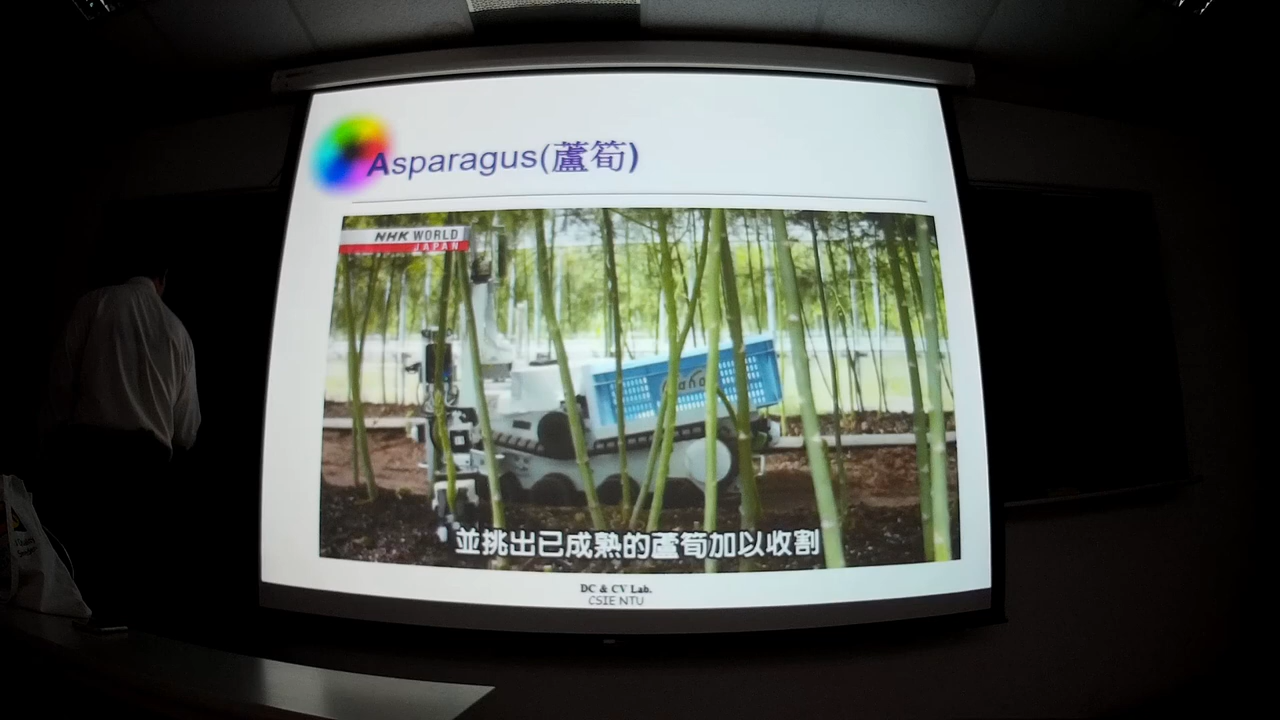 Asparagus(蘆筍)
NHK WORLD
JAPAN
並挑出已成熟的蘆筍加以收割
DC & CV Lab.
CSIE NTU